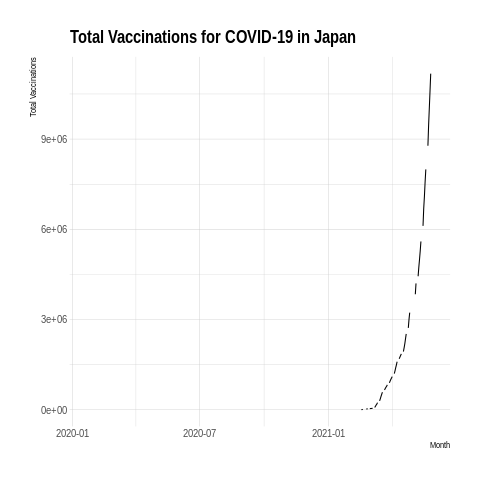 Total Vaccinations for COVID-19 in Japan
Total Vaccinations
9e+06
6e+06
3e+06
0e+00
2020-01 2020-07 2021-01
Month